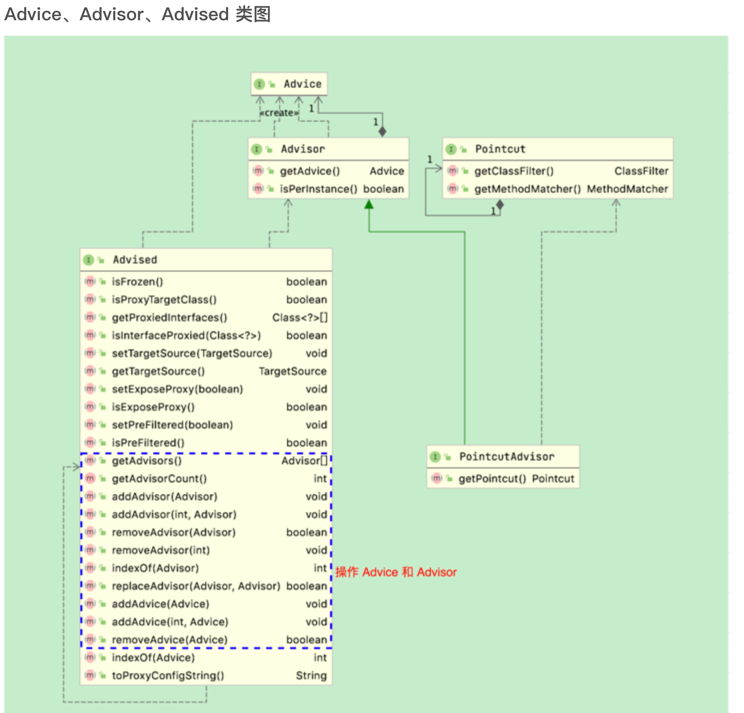 Advice、Advisor、Advised 类图
Advice
«create»
1
1
Advisor
getAdvice() Advice
isPerInstance() boolean
Pointcut
getClassFilter() ClassFilter
getMethodMatcher() MethodMatcher
1
1
Advised
isFrozen() boolean
isProxyTargetClass() boolean
getProxiedInterfaces() Class<?>[]
isInterfaceProxied(Class<?>) boolean
setTargetSource(TargetSource) void
getTargetSource() TargetSource
setExposeProxy(boolean) void
isExposeProxy() boolean
setPreFiltered(boolean) void
isPreFiltered() boolean
getAdvisors() Advisor[]
getAdvisorCount() int
addAdvisor(Advisor) void
addAdvisor(int, Advisor) void
removeAdvisor(Advisor) boolean
removeAdvisor(int) void
indexOf(Advisor) int
replaceAdvisor(Advisor, Advisor) boolean
addAdvice(Advice) void
addAdvice(int, Advice) void
removeAdvice(Advice) boolean
indexOf(Advice) int
toProxyConfigString() String
操作 Advice 和 Advisor
PointcutAdvisor
getPointcut() Pointcut